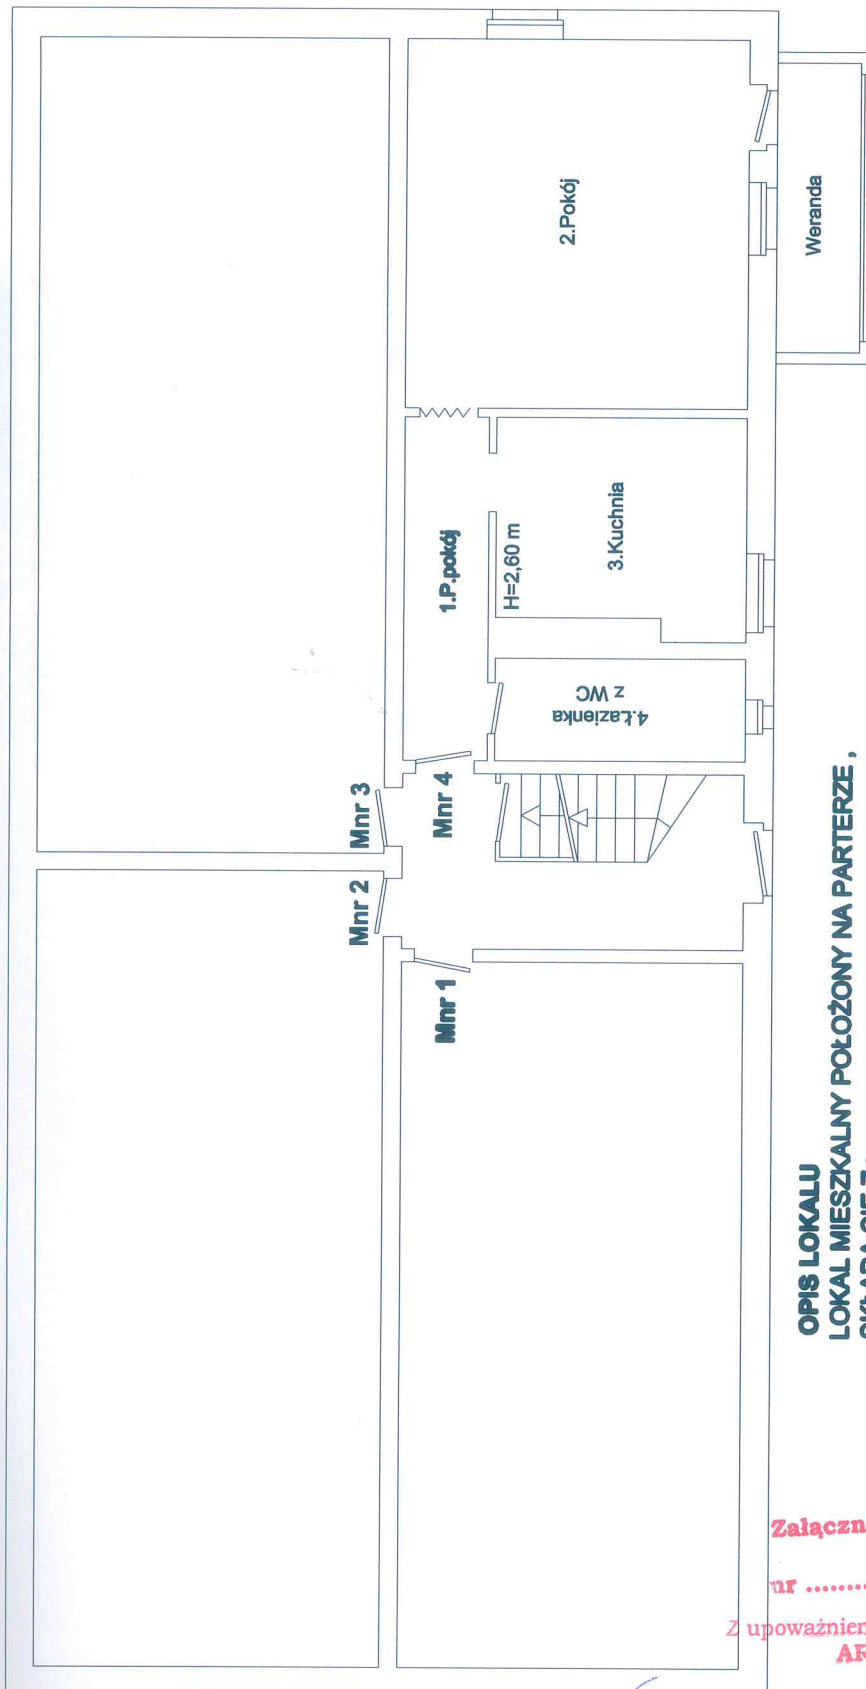 2.Pokój
Weranda
1.P.pokój
H=2,60 m
3.Kuchnia
4.Łazienka
z WC
Mnr 3
Mnr 4
Mnr 2
Mnr 1
OPIS LOKALU
LOKAL MIESZKALNY POŁOŻONY NA PARTERZE ,
Załączn
nr ........
Z upoważnien
AR